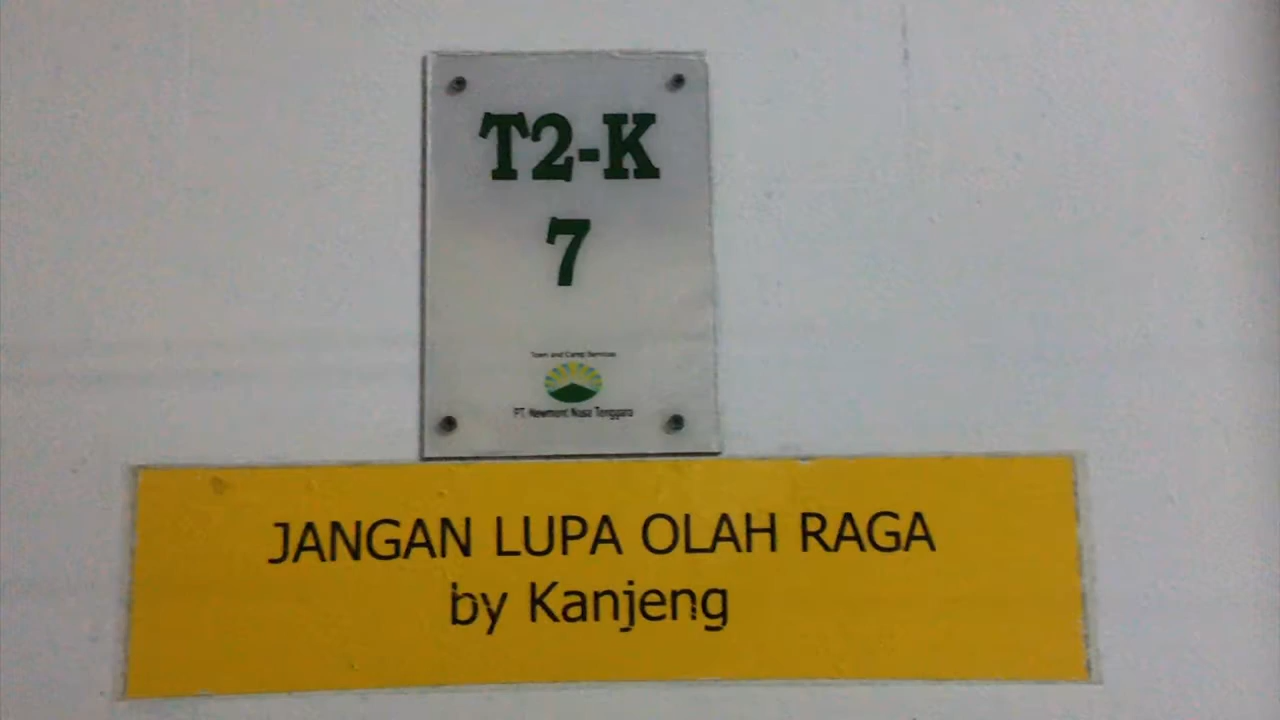 T2-K
7
Town and Camp Services
PT. Newmont Nusa Tenggara
JANGAN LUPA OLAH RAGA
by Kanjeng